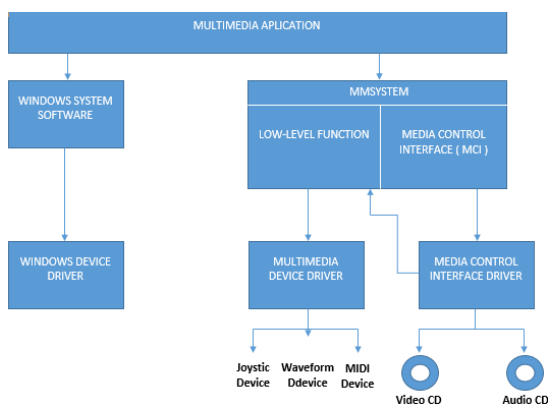 MULTIMEDIA APLICATION
WINDOWS SYSTEM
SOFTWARE
MMSYSTEM
LOW-LEVEL FUNCTION
MEDIA CONTROL
INTERFACE ( MCI )
WINDOWS DEVICE
DRIVER
MULTIMEDIA
DEVICE DRIVER
MEDIA CONTROL
INTERFACE DRIVER
Joystic
Device
Waveform
Ddevice
MIDI
Device
Video CD
Audio CD